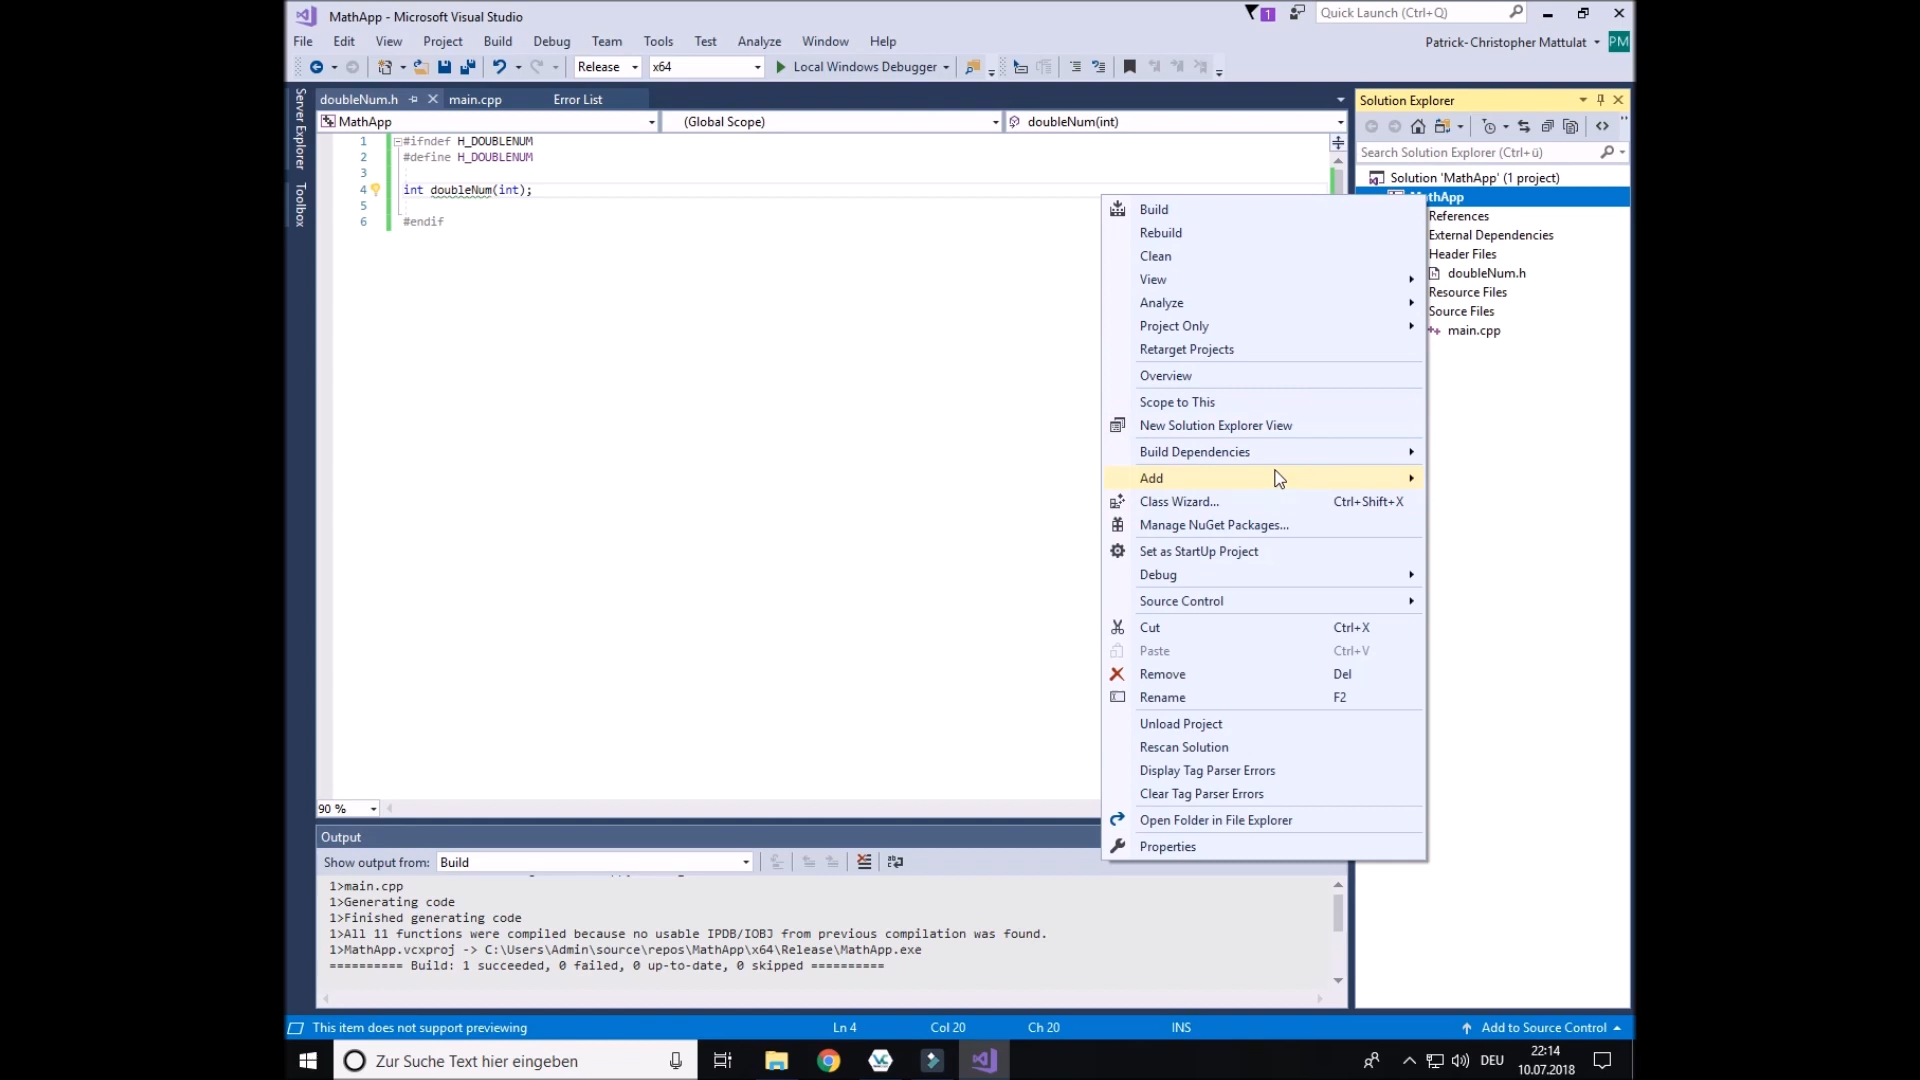 MathApp - Microsoft Visual Studio
1
Quick Launch (Ctrl+Q)
File Edit View Project Build Debug Team Tools Test Analyze Window Help
Patrick-Christopher Mattulat PM
Release x64 Local Windows Debugger
Server Explorer
Toolbox
doubleNum.h main.cpp Error List
MathApp (Global Scope) doubleNum(int)
1 #ifndef H_DOUBLENUM
2 #define H_DOUBLENUM
3
4 int doubleNum(int);
5
6 #endif
90 %
Solution Explorer
Search Solution Explorer (Ctrl+ü)
Solution 'MathApp' (1 project)
thApp
References
External Dependencies
Header Files
doubleNum.h
Resource Files
Source Files
main.cpp
Build
Rebuild
Clean
View
Analyze
Project Only
Retarget Projects
Overview
Scope to This
New Solution Explorer View
Build Dependencies
Add
Class Wizard... Ctrl+Shift+X
Manage NuGet Packages...
Set as StartUp Project
Debug
Source Control
Cut Ctrl+X
Paste Ctrl+V
Remove Del
Rename F2
Unload Project
Rescan Solution
Display Tag Parser Errors
Clear Tag Parser Errors
Open Folder in File Explorer
Properties
Output
Show output from: Build
1>main.cpp
1>Generating code
1>Finished generating code
1>All 11 functions were compiled because no usable IPDB/IOBJ from previous compilation was found.
1>MathApp.vcxproj -> C:\Users\Admin\source\repos\MathApp\x64\Release\MathApp.exe
========== Build: 1 succeeded, 0 failed, 0 up-to-date, 0 skipped ==========
This item does not support previewing Ln 4 Col 20 Ch 20 INS Add to Source Control
Zur Suche Text hier eingeben
DEU
22:14
10.07.2018